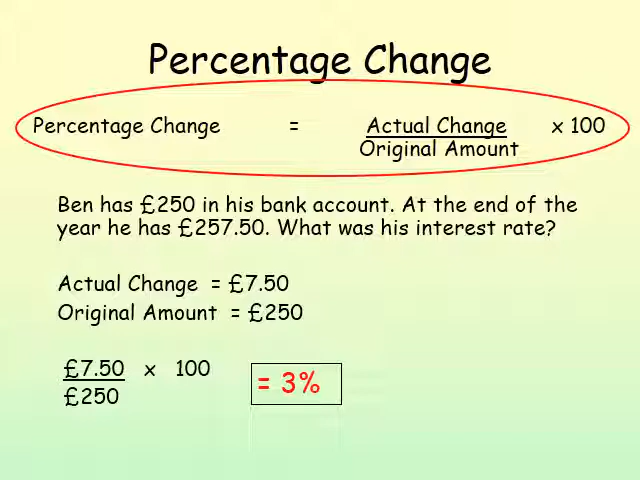 Percentage Change
Percentage Change = Actual Change x 100
Original Amount
Ben has £250 in his bank account. At the end of the
year he has £257.50. What was his interest rate?
Actual Change = £7.50
Original Amount = £250
£7.50 x 100
£250
= 3%